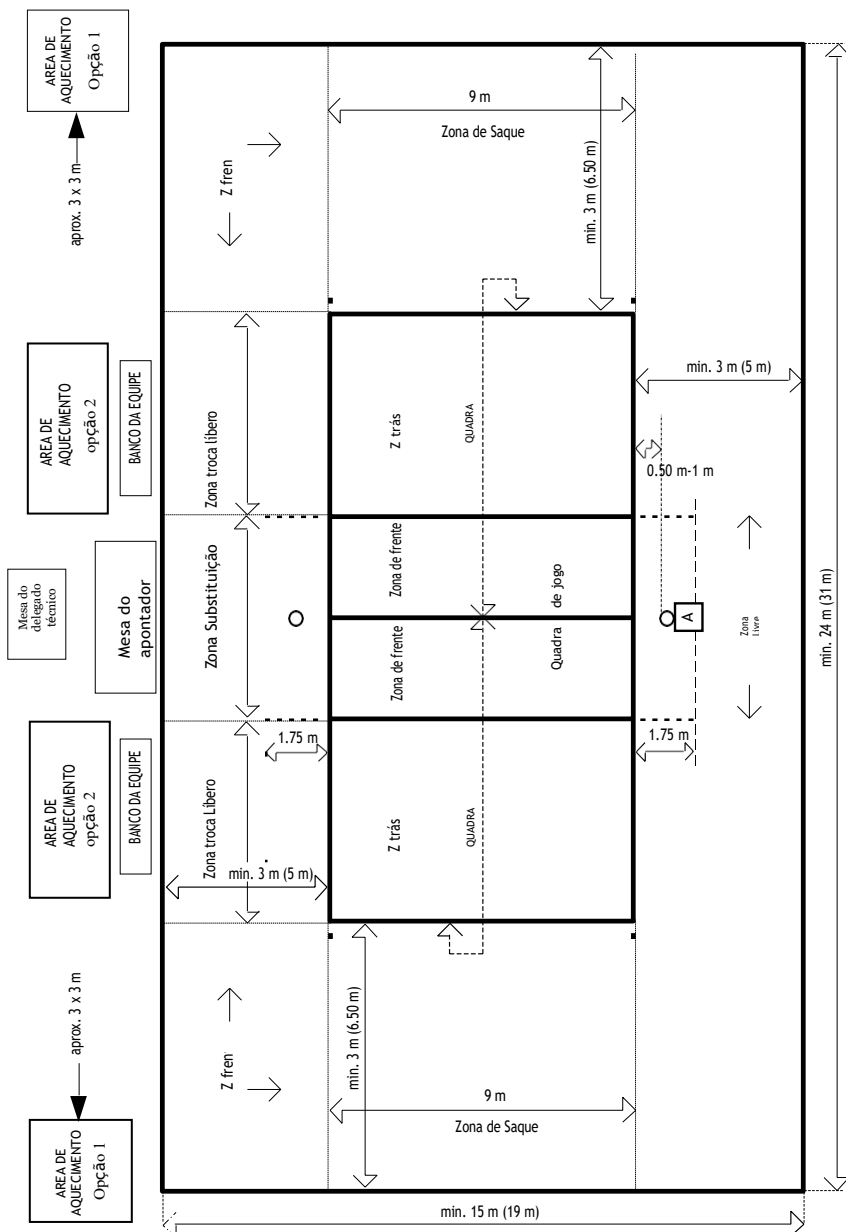 AREA DE
AQUECIMENTO
Opção 1
aprox. 3 x 3 m
AREA DE
AQUECIMENTO
opção 2
BANCO DA EQUIPE
Mesa do
delegado
técnico
Mesa do
apontador
AREA DE
AQUECIMENTO
opção 2
BANCO DA EQUIPE
aprox. 3 x 3 m
AREA DE
AQUECIMENTO
Opção 1
Z fren
9 m
Zona de Saque
min. 3 m (6.50 m)
Zona troca líbero
Z trás
QUADRA
min. 3 m (5 m)
0.50 m-1 m
Zona Substituição
Zona de frente
de jogo
Zona de frente
Quadra
A
Zona
Livre
1.75 m
1.75 m
Zona troca Líbero
Z trás
QUADRA
min. 3 m (5 m)
Z fren
min. 3 m (6.50 m)
9 m
Zona de Saque
min. 24 m (31 m)
min. 15 m (19 m)